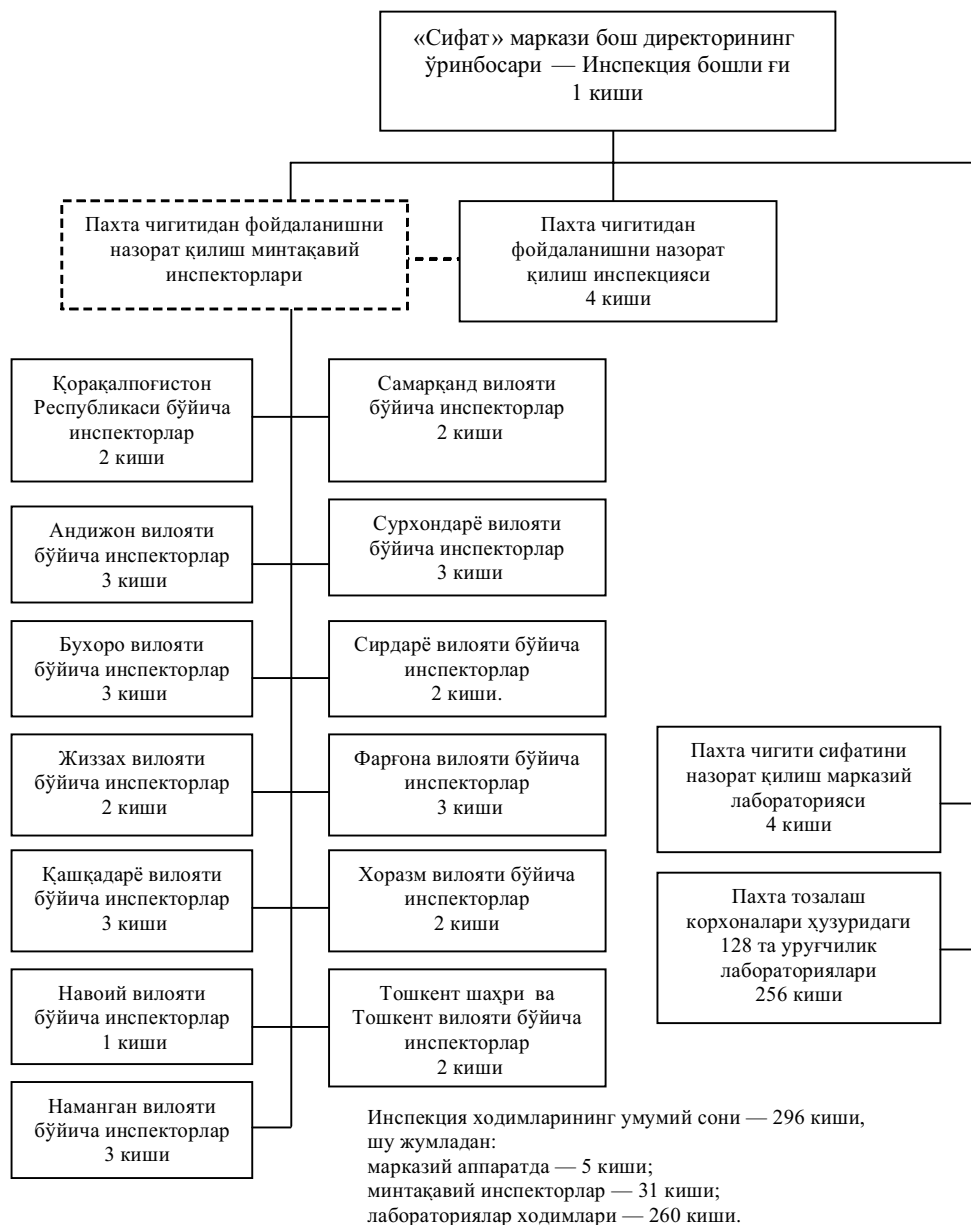 «Сифат» маркази бош директорининг
ўринбосари — Инспекция бошли ғи
1 киши
Пахта чигитидан фойдаланишни
назорат қилиш минтақавий
инспекторлари
Пахта чигитидан
фойдаланишни назорат
қилиш инспекцияси
4 киши
Қорақалпоғистон
Республикаси бўйича
инспекторлар
2 киши
Самарқанд вилояти
бўйича инспекторлар
2 киши
Андижон вилояти
бўйича инспекторлар
3 киши
Сурхондарё вилояти
бўйича инспекторлар
3 киши
Бухоро вилояти
бўйича инспекторлар
3 киши
Сирдарё вилояти бўйича
инспекторлар
2 киши.
Жиззах вилояти
бўйича инспекторлар
2 киши
Фарғона вилояти бўйича
инспекторлар
3 киши
Пахта чигити сифатини
назорат қилиш марказий
лабораторияси
4 киши
Қашқадарё вилояти
бўйича инспекторлар
3 киши
Хоразм вилояти бўйича
инспекторлар
2 киши
Пахта тозалаш
корхоналари ҳузуридаги
128 та уруғчилик
лабораториялари
256 киши
Навоий вилояти
бўйича инспекторлар
1 киши
Тошкент шаҳри ва
Тошкент вилояти бўйича
инспекторлар
2 киши
Наманган вилояти
бўйича инспекторлар
3 киши
Инспекция ходимларининг умумий сони — 296 киши,
шу жумладан:
марказий аппаратда — 5 киши;
минтақавий инспекторлар — 31 киши;
лабораториялар ходимлари — 260 киши.